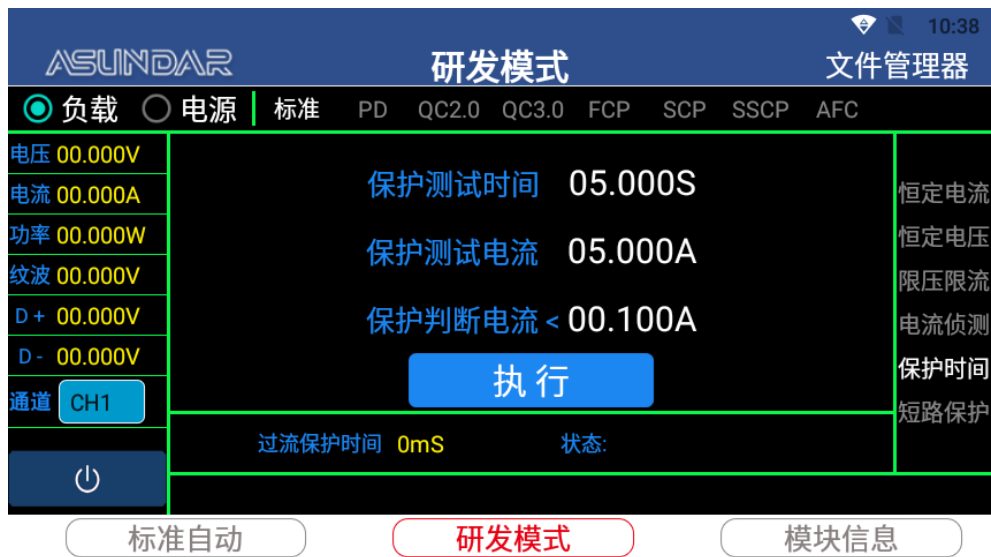 10:38
ASUNDAR 研发模式 文件管理器
负载 电源 标准 PD QC2.0 QC3.0 FCP SCP SSCP AFC
电压 00.000V
电流 00.000A
功率 00.000W
纹波 00.000V
D + 00.000V
D - 00.000V
通道 CH1
保护测试时间 05.000S
保护测试电流 05.000A
保护判断电流 < 00.100A
执行
过流保护时间 0mS 状态:
恒定电流
恒定电压
限压限流
电流侦测
保护时间
短路保护
标准自动 研发模式 模块信息